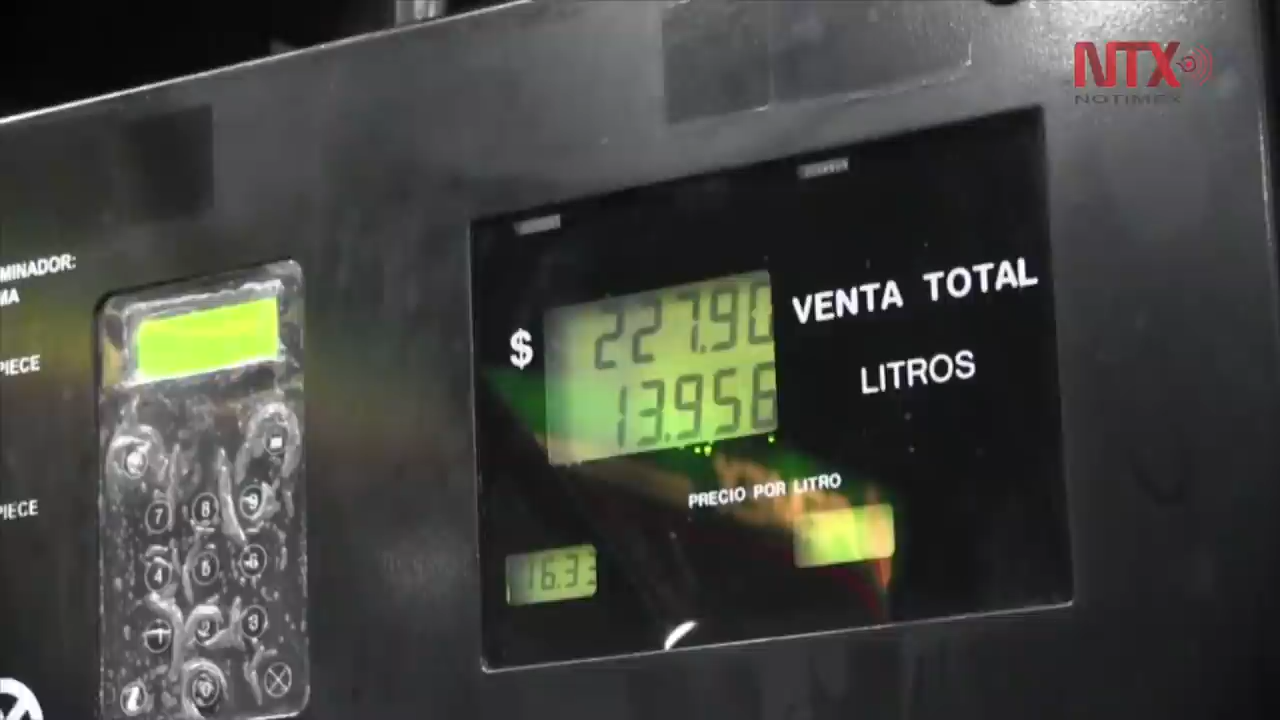 NTX
NOTIMEX
MINADOR:
MA
PIECE
PIECE
$ 227.90 VENTA TOTAL
13.956 LITROS
PRECIO POR LITRO
16.33
7 8 9
4 5 6
1 2 3
0